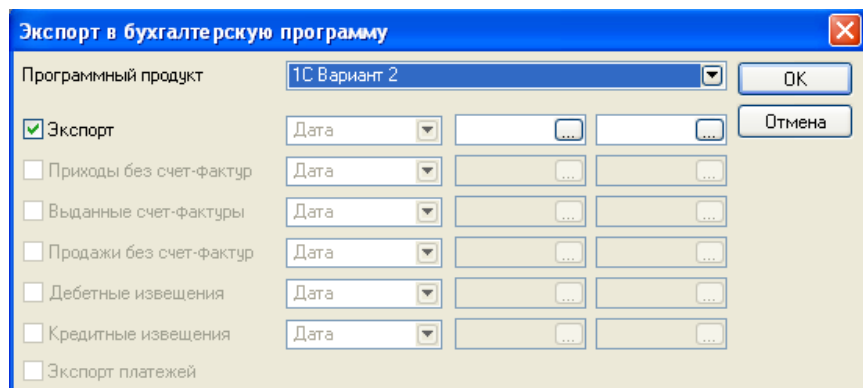 Экспорт в бухгалтерскую программу
Программный продукт 1С Вариант 2 OK
Экспорт Дата ... ... Отмена
Приходы без счет-фактур Дата ... ...
Выданные счет-фактуры Дата ... ...
Продажи без счет-фактур Дата ... ...
Дебетные извещения Дата ... ...
Кредитные извещения Дата ... ...
Экспорт платежей